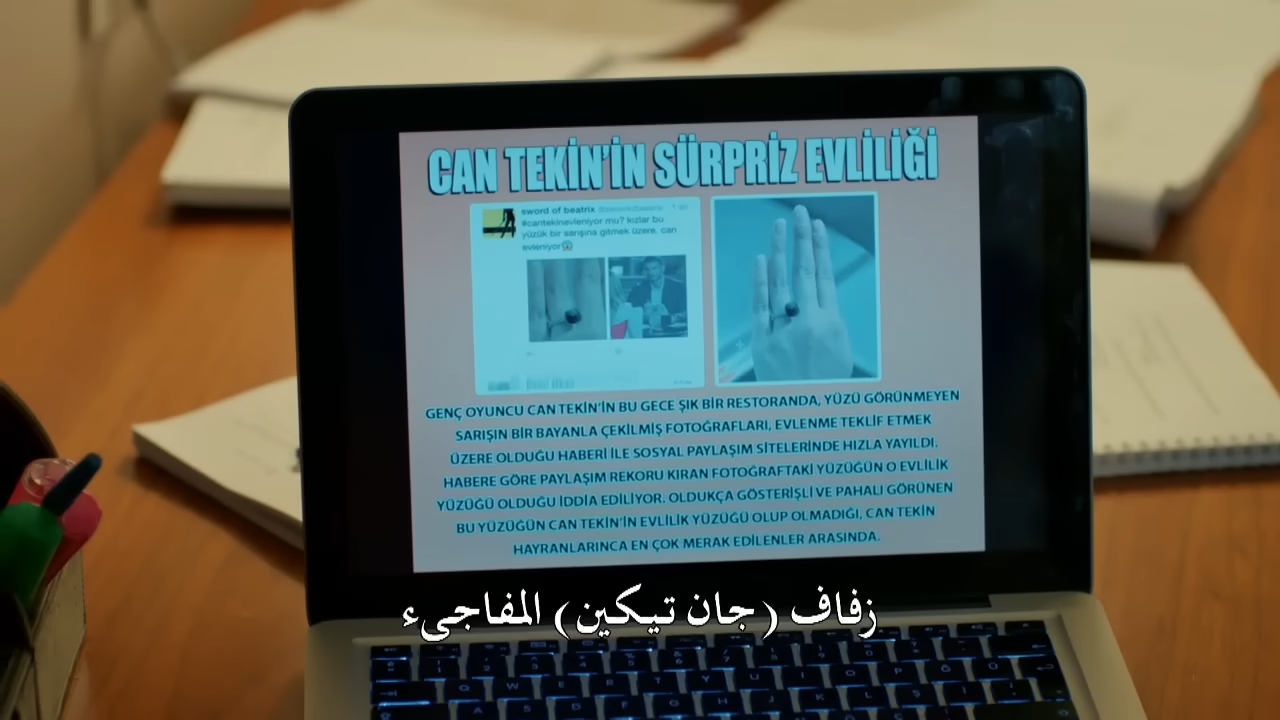 CAN TEKİN'İN SÜRPRİZ EVLİLİĞİ
sword of beatrix
#cantekinevleniyor mu? kızlar bu
yüzük bir sarışına gitmek üzere. can
evleniyor😱
GENÇ OYUNCU CAN TEKİN'İN BU GECE ŞIK BİR RESTORANDA, YÜZÜ GÖRÜNMEYEN
SARIŞIN BİR BAYANLA ÇEKİLMİŞ FOTOĞRAFLARI, EVLENME TEKLİF ETMEK
ÜZERE OLDUĞU HABERİ İLE SOSYAL PAYLAŞIM SİTELERİNDE HIZLA YAYILDI.
HABERE GÖRE PAYLAŞIM REKORU KIRAN FOTOĞRAFTAKİ YÜZÜĞÜN O EVLİLİK
YÜZÜĞÜ OLDUĞU İDDİA EDİLİYOR. OLDUKÇA GÖSTERİŞLİ VE PAHALI GÖRÜNEN
BU YÜZÜĞÜN CAN TEKİN'İN EVLİLİK YÜZÜĞÜ OLUP OLMADIĞI, CAN TEKİN
HAYRANLARINCA EN ÇOK MERAK EDİLENLER ARASINDA.
زفاف (جان تيكين) المفاجىء